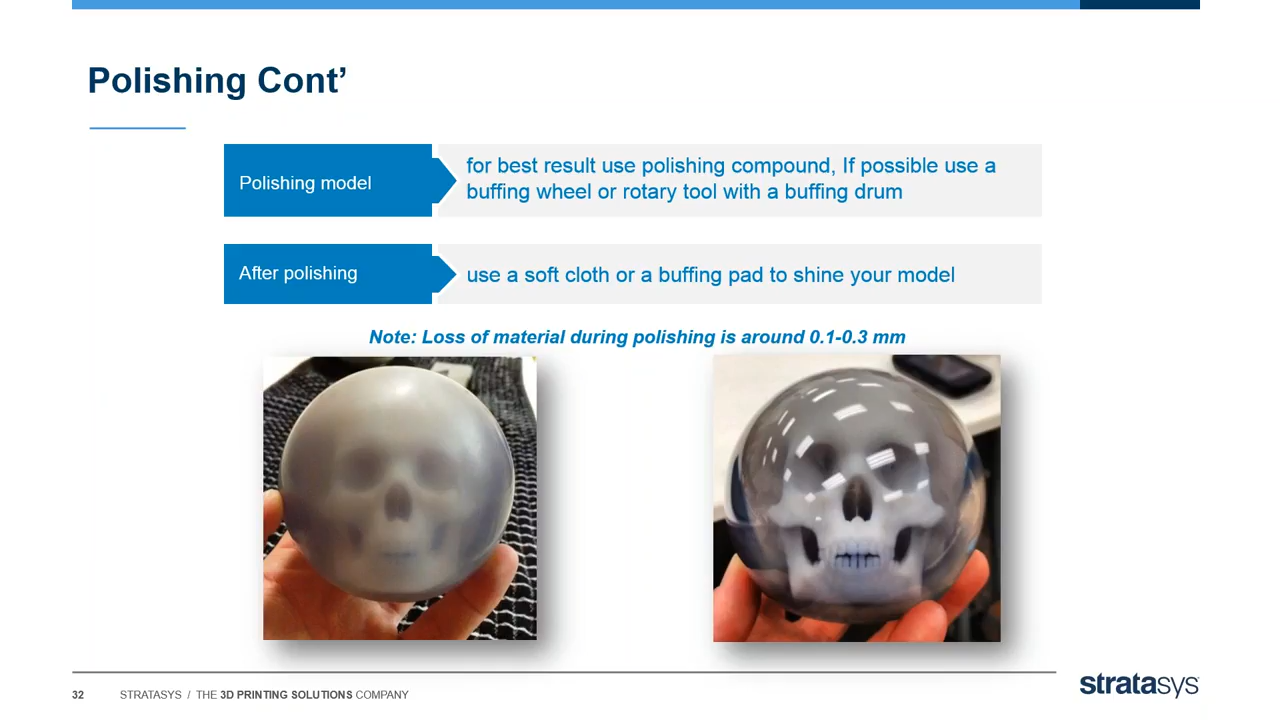 Polishing Cont’
Polishing model
for best result use polishing compound, If possible use a
buffing wheel or rotary tool with a buffing drum
After polishing
use a soft cloth or a buffing pad to shine your model
Note: Loss of material during polishing is around 0.1-0.3 mm
32
STRATASYS / THE 3D PRINTING SOLUTIONS COMPANY
stratasys